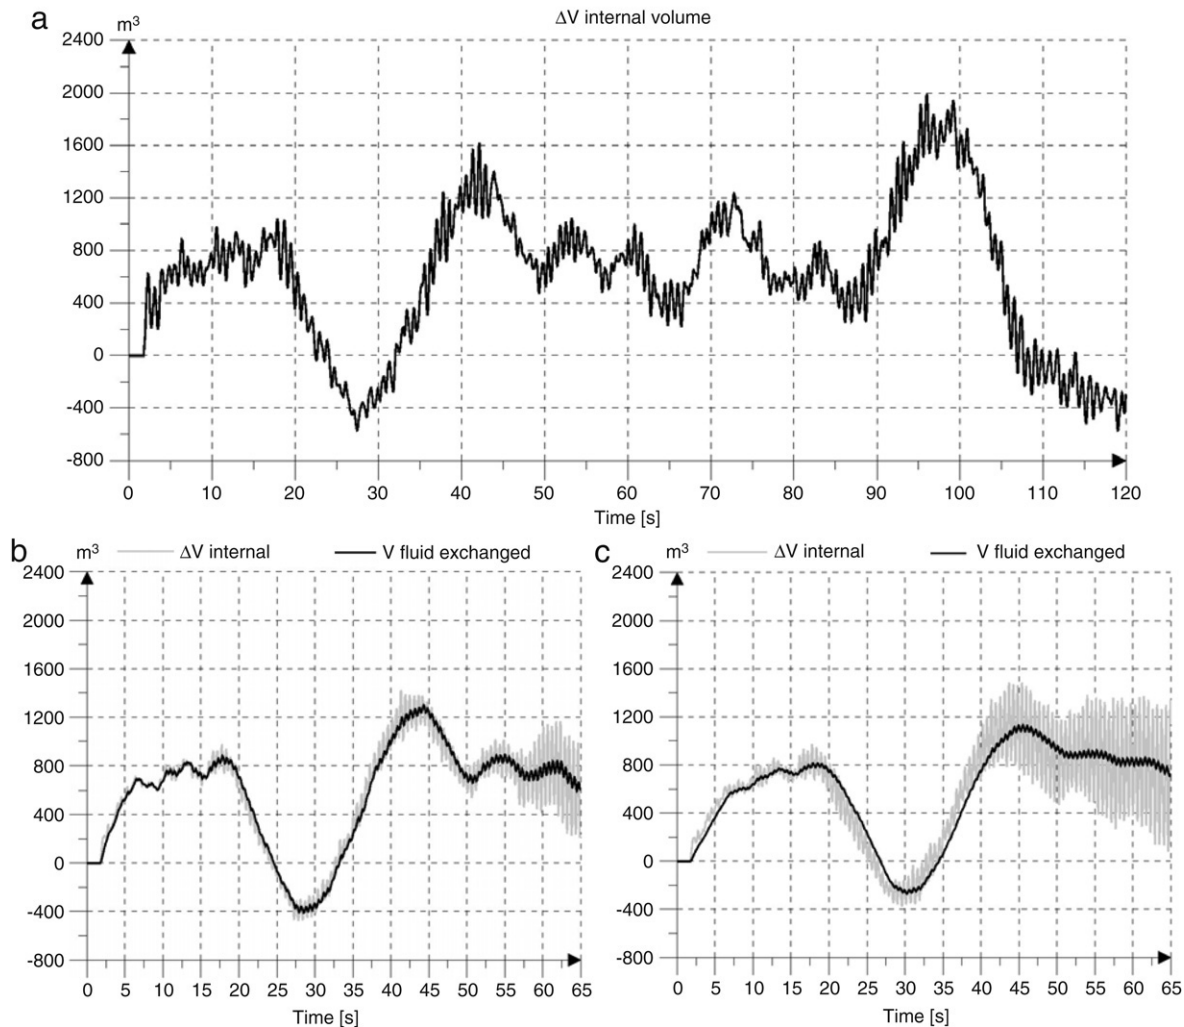 a
m³
ΔV internal volume
2400
2000
1600
1200
800
400
0
-400
-800
0 10 20 30 40 50 60 70 80 90 100 110 120
Time [s]
b
m³
ΔV internal
V fluid exchanged
2400
2000
1600
1200
800
400
0
-400
-800
0 5 10 15 20 25 30 35 40 45 50 55 60 65
Time [s]
c
m³
ΔV internal
V fluid exchanged
2400
2000
1600
1200
800
400
0
-400
-800
0 5 10 15 20 25 30 35 40 45 50 55 60 65
Time [s]